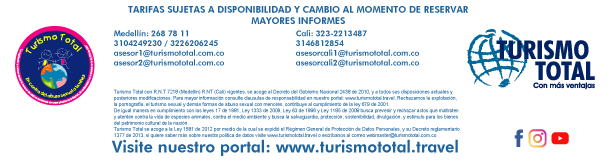 TARIFAS SUJETAS A DISPONIBILIDAD Y CAMBIO AL MOMENTO DE RESERVAR
MAYORES INFORMES
Medellín: 268 78 11
3104249230 / 3226206245
asesor1@turismototal.com.co
asesor2@turismototal.com.co
Cali: 323-2213487
3146812854
asesorcali1@turismototal.com.co
asesorcali2@turismototal.com.co
Turismo Total
TURISMO
TOTAL
Con más ventajas
Turismo Total con R.N.T 7219 (Medellín) R.NT (Cali) vigentes, se acoge al Decreto del Gobierno Nacional 2438 de 2010, y a todos sus disposiciones actuales y
posteriores modificaciones. Para mayor información consulte clausulas de responsabilidad en nuestro portal: www.turismototal.travel. Rechazamos la explotación,
la pornografía, el turismo sexual y demás formas de abuso sexual con menores, contribuye al cumplimiento de la ley 679 de 2001.
De igual manera en cumplimiento con las leyes 17 de 1981, Ley 1333 de 2009, Ley 63 de 1986 y Ley 1185 de 2008 busca prevenir y rechazar actos que maltraten
y atenten contra la vida de especies animales, contra el medio ambiente y busca la salvaguardia, protección, sostenibilidad, divulgación, y estímulo para los bienes
del patrimonio cultural de la nación.
Turismo Total se acoge a la Ley 1581 de 2012 por medio de la cual se expidió el Régimen General de Protección de Datos Personales, y su Decreto reglamentario
1377 de 2013. si quiere saber más sobre nuestra política de datos visite www.turismototal.travel o escríbanos al correo webmaster@turismototal.com.co
Visite nuestro portal: www.turismototal.travel